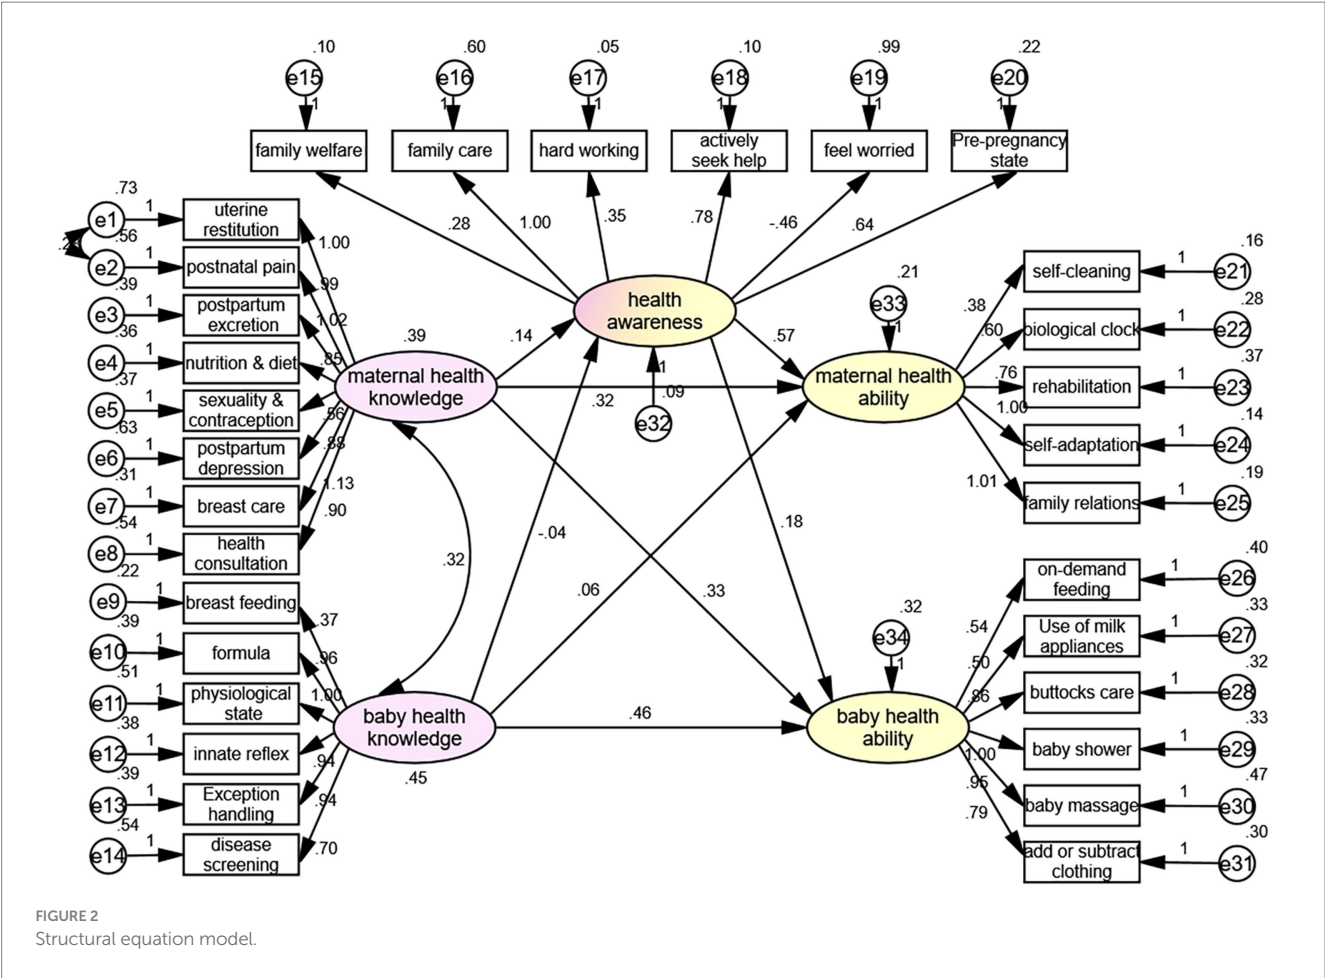 .10 .60 .05 .10 .99 .22
e15 e16 e17 e18 e19 e20
1 1 1 1 1 1
family welfare
family care
hard working
actively
seek help
feel worried
Pre-pregnancy
state
.28 1.00 .35 .78 -.46 .64
.73
e1 1
uterine
restitution
1.00
.56
e2 1
postnatal pain
.99
.39
e3 1
postpartum
excretion
1.02
.36
e4 1
nutrition & diet
.85
.37
e5 1
sexuality &
contraception
.56
.63
e6 1
postpartum
depression
.88
.31
e7 1
breast care
1.13
.54
e8 1
health
consultation
.90
.22
e9 1
breast feeding
.37
.39
e10 1
formula
.96
.51
e11 1
physiological
state
1.00
.38
e12 1
innate reflex
.94
.39
e13 1
Exception
handling
.94
.54
e14 1
disease
screening
.70
.39
maternal health
knowledge
baby health
knowledge
.45
.32
health
awareness
1
.09
e32
.14
.32
-.04
.06
.33
.46
.57
.18
.21
e33
1
maternal health
ability
.32
e34
1
baby health
ability
.38
self-cleaning
1 e21
.16
.60
biological clock
1 e22
.28
.76
rehabilitation
1 e23
.37
1.00
self-adaptation
1 e24
.14
1.01
family relations
1 e25
.19
.54
on-demand
feeding
1 e26
.40
.50
Use of milk
appliances
1 e27
.33
.86
buttocks care
1 e28
.32
1.00
baby shower
1 e29
.33
.95
baby massage
1 e30
.47
.79
add or subtract
clothing
1 e31
.30
FIGURE 2
Structural equation model.